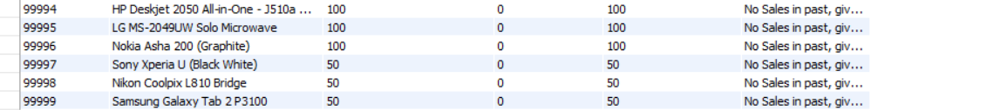 99994 HP Deskjet 2050 All-in-One - J510a ... 100 0 100 No Sales in past, giv...
99995 LG MS-2049UW Solo Microwave 100 0 100 No Sales in past, giv...
99996 Nokia Asha 200 (Graphite) 100 0 100 No Sales in past, giv...
99997 Sony Xperia U (Black White) 50 0 50 No Sales in past, giv...
99998 Nikon Coolpix L810 Bridge 50 0 50 No Sales in past, giv...
99999 Samsung Galaxy Tab 2 P3100 50 0 50 No Sales in past, giv...